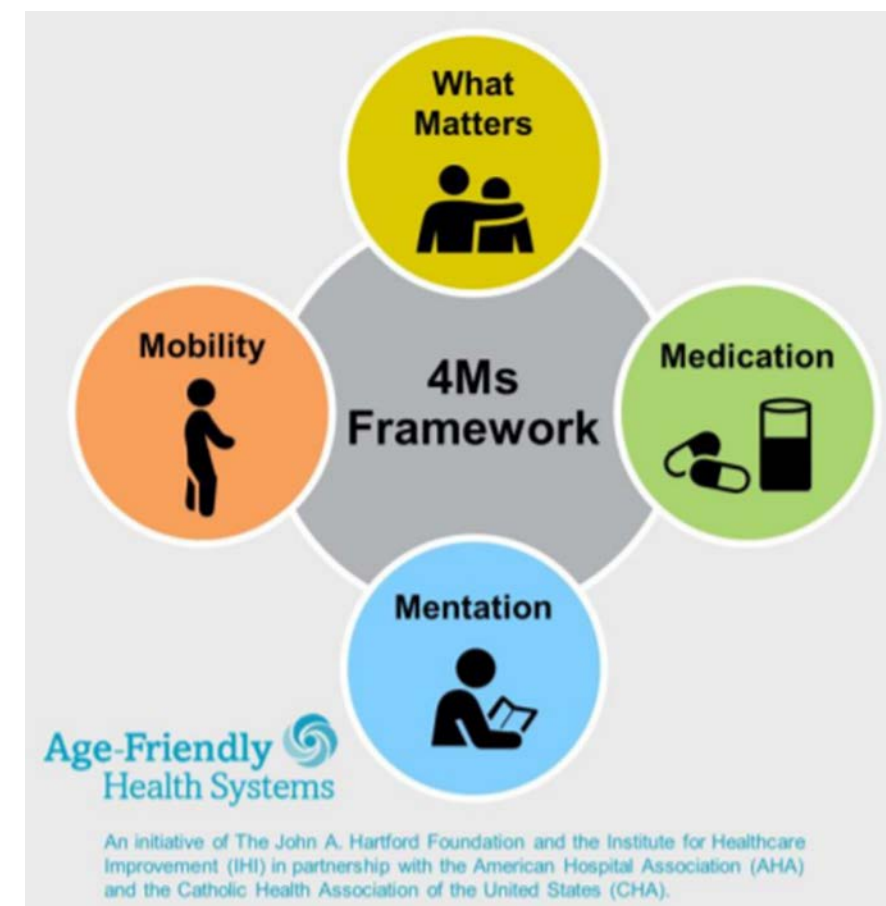 What
Matters
Mobility
4Ms
Framework
Medication
Mentation
Age-Friendly
Health Systems
An initiative of The John A. Hartford Foundation and the Institute for Healthcare
Improvement (IHI) in partnership with the American Hospital Association (AHA)
and the Catholic Health Association of the United States (CHA).